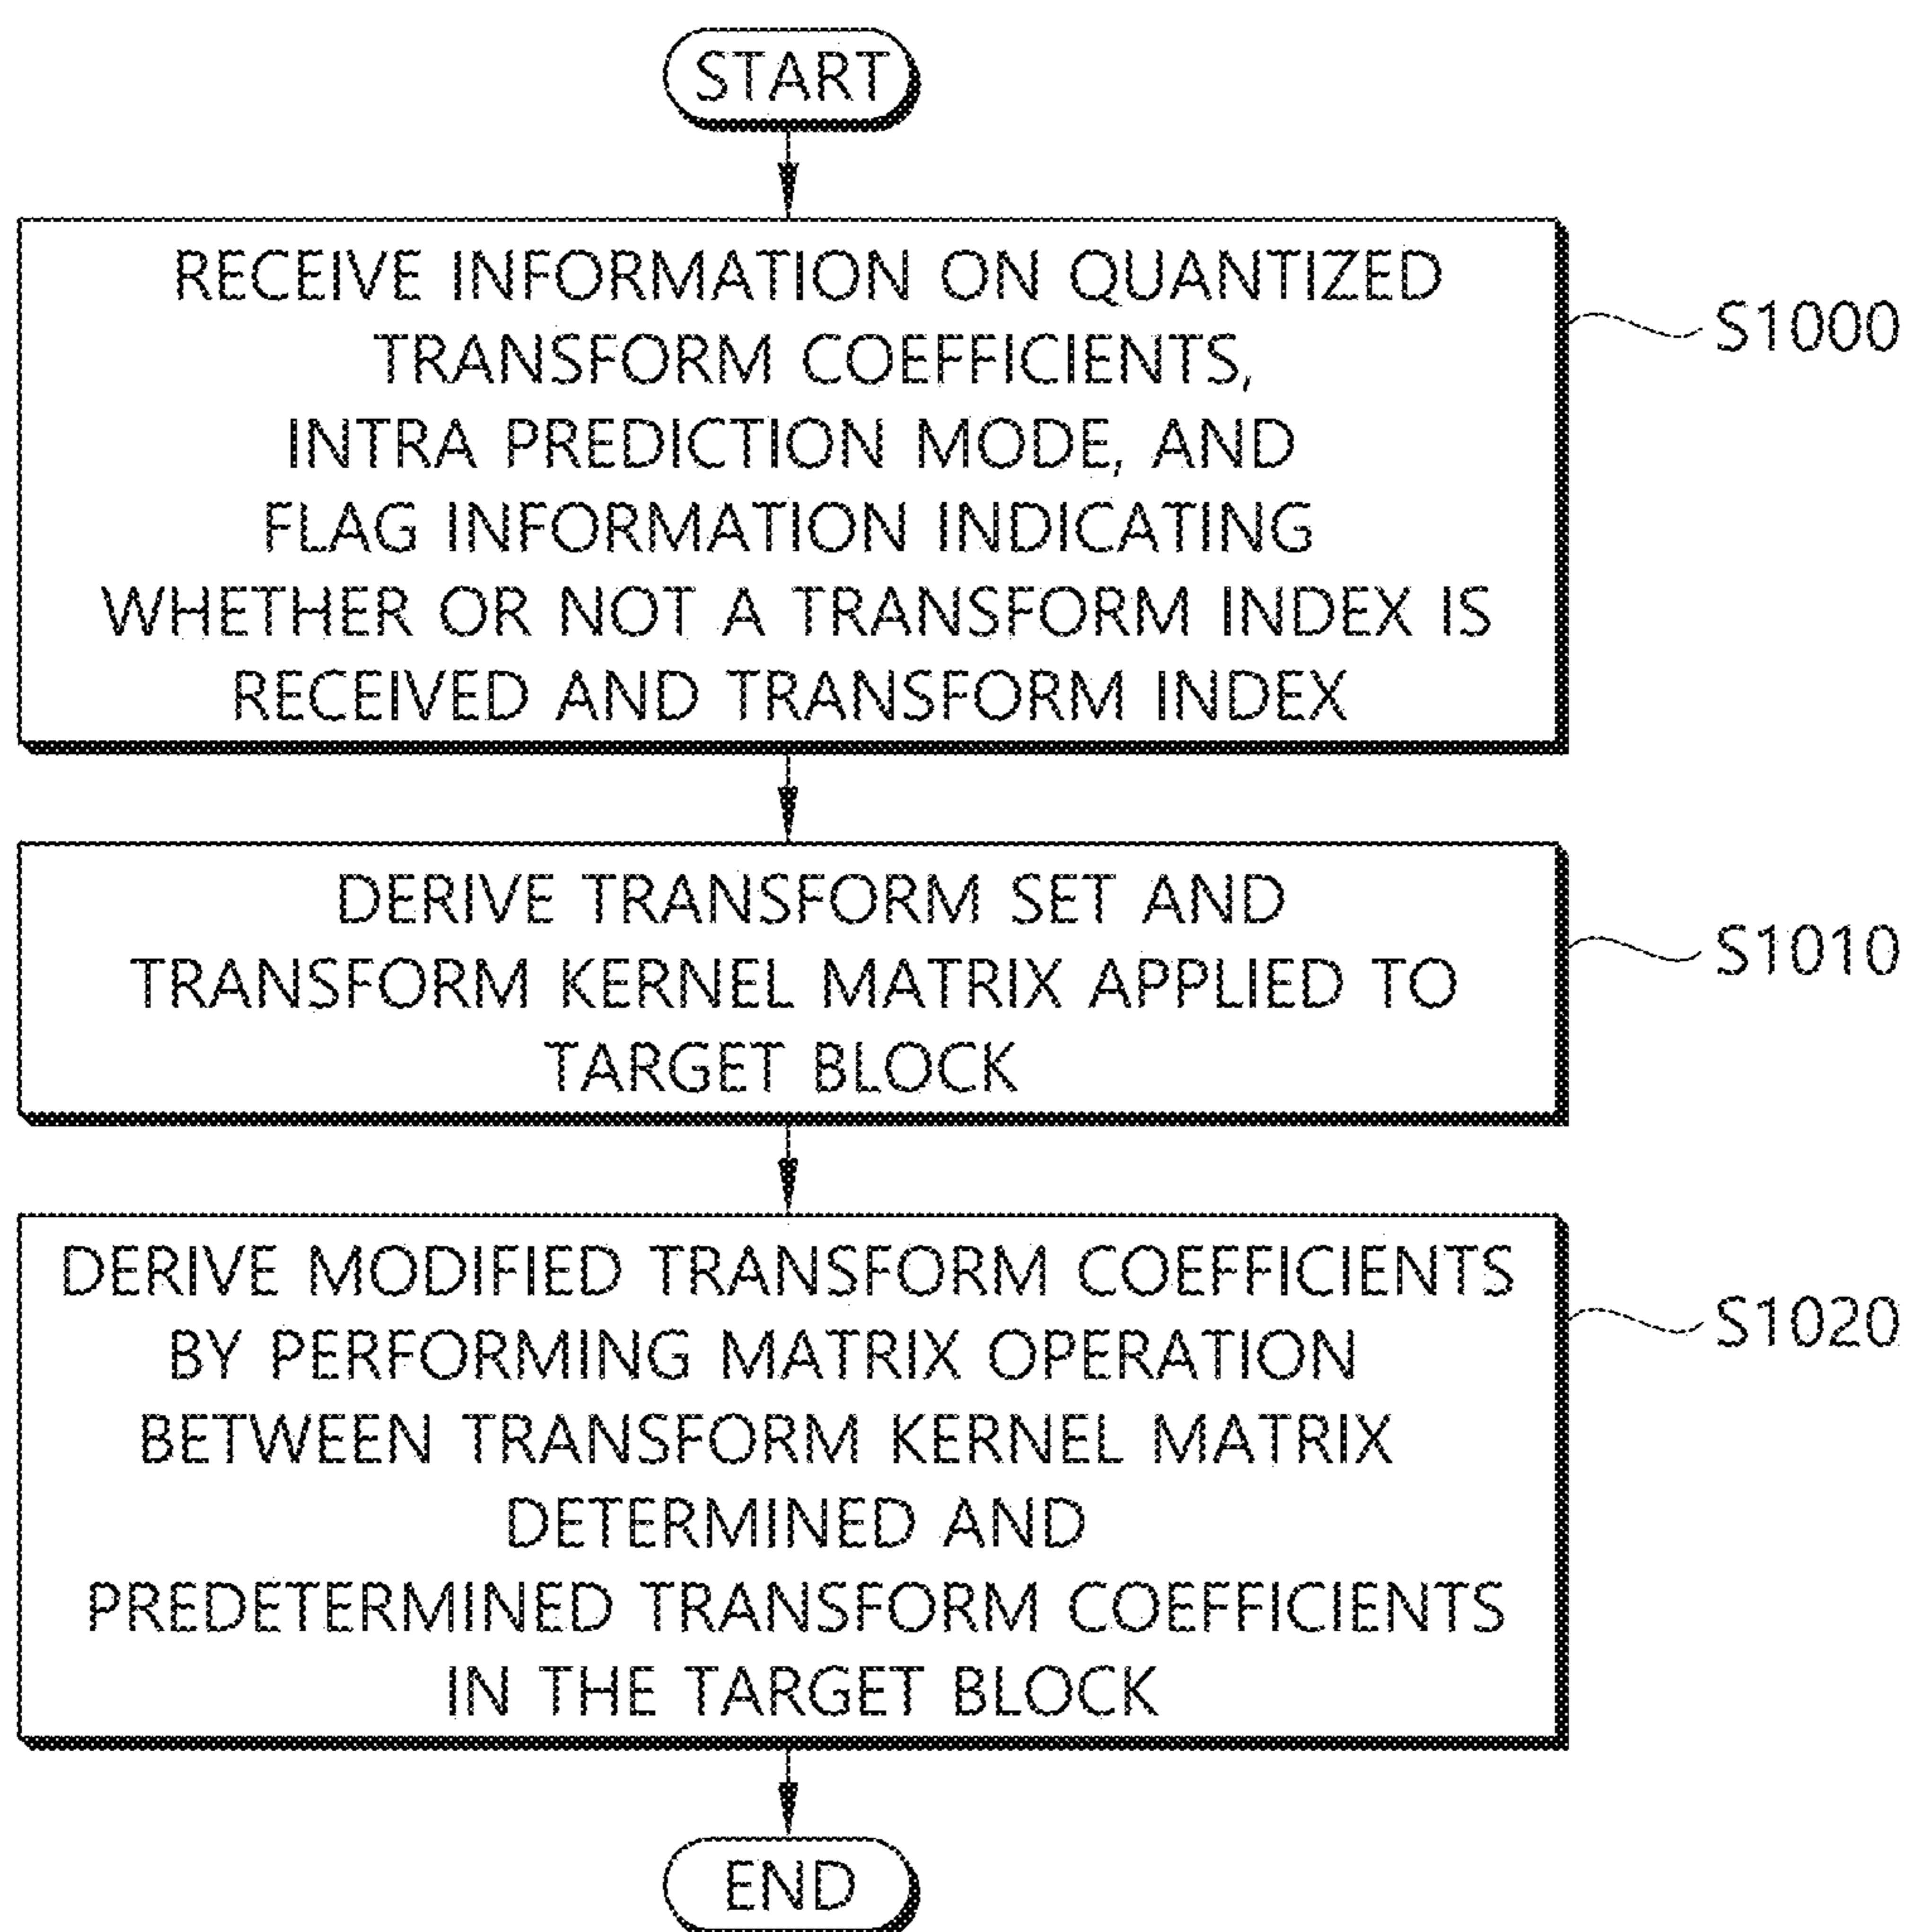 START
RECEIVE INFORMATION ON QUANTIZED
TRANSFORM COEFFICIENTS,
INTRA PREDICTION MODE, AND
FLAG INFORMATION INDICATING
WHETHER OR NOT A TRANSFORM INDEX IS
RECEIVED AND TRANSFORM INDEX
S1000
DERIVE TRANSFORM SET AND
TRANSFORM KERNEL MATRIX APPLIED TO
TARGET BLOCK
S1010
DERIVE MODIFIED TRANSFORM COEFFICIENTS
BY PERFORMING MATRIX OPERATION
BETWEEN TRANSFORM KERNEL MATRIX
DETERMINED AND
PREDETERMINED TRANSFORM COEFFICIENTS
IN THE TARGET BLOCK
S1020
END